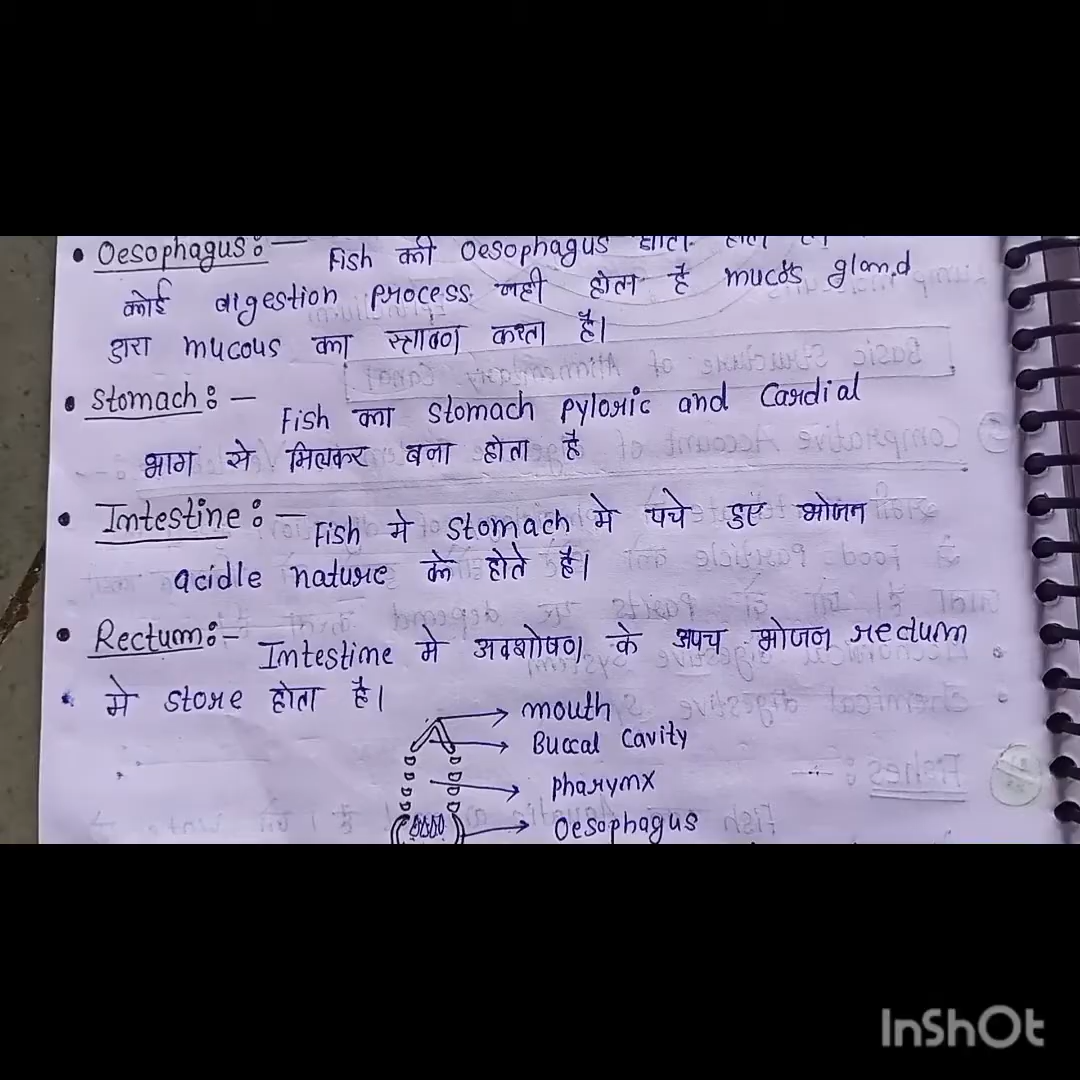 • Oesophagus:- Fish की Oesophagus
कोई digestion process नही होता है mucos gland
द्वारा mucous का स्त्रावण करता है।
• Stomach:- Fish का stomach pyloric and Cardial
भाग से मिलकर बना होता है
• Intestine:- Fish मे stomach मे पचे हुए भोजन
acidle nature के होते है।
• Rectum:- Intestine मे अवशोषण के अपच भोजन rectum
• मे store होता है।
mouth
Buccal Cavity
pharynx
Oesophagus
InShOt